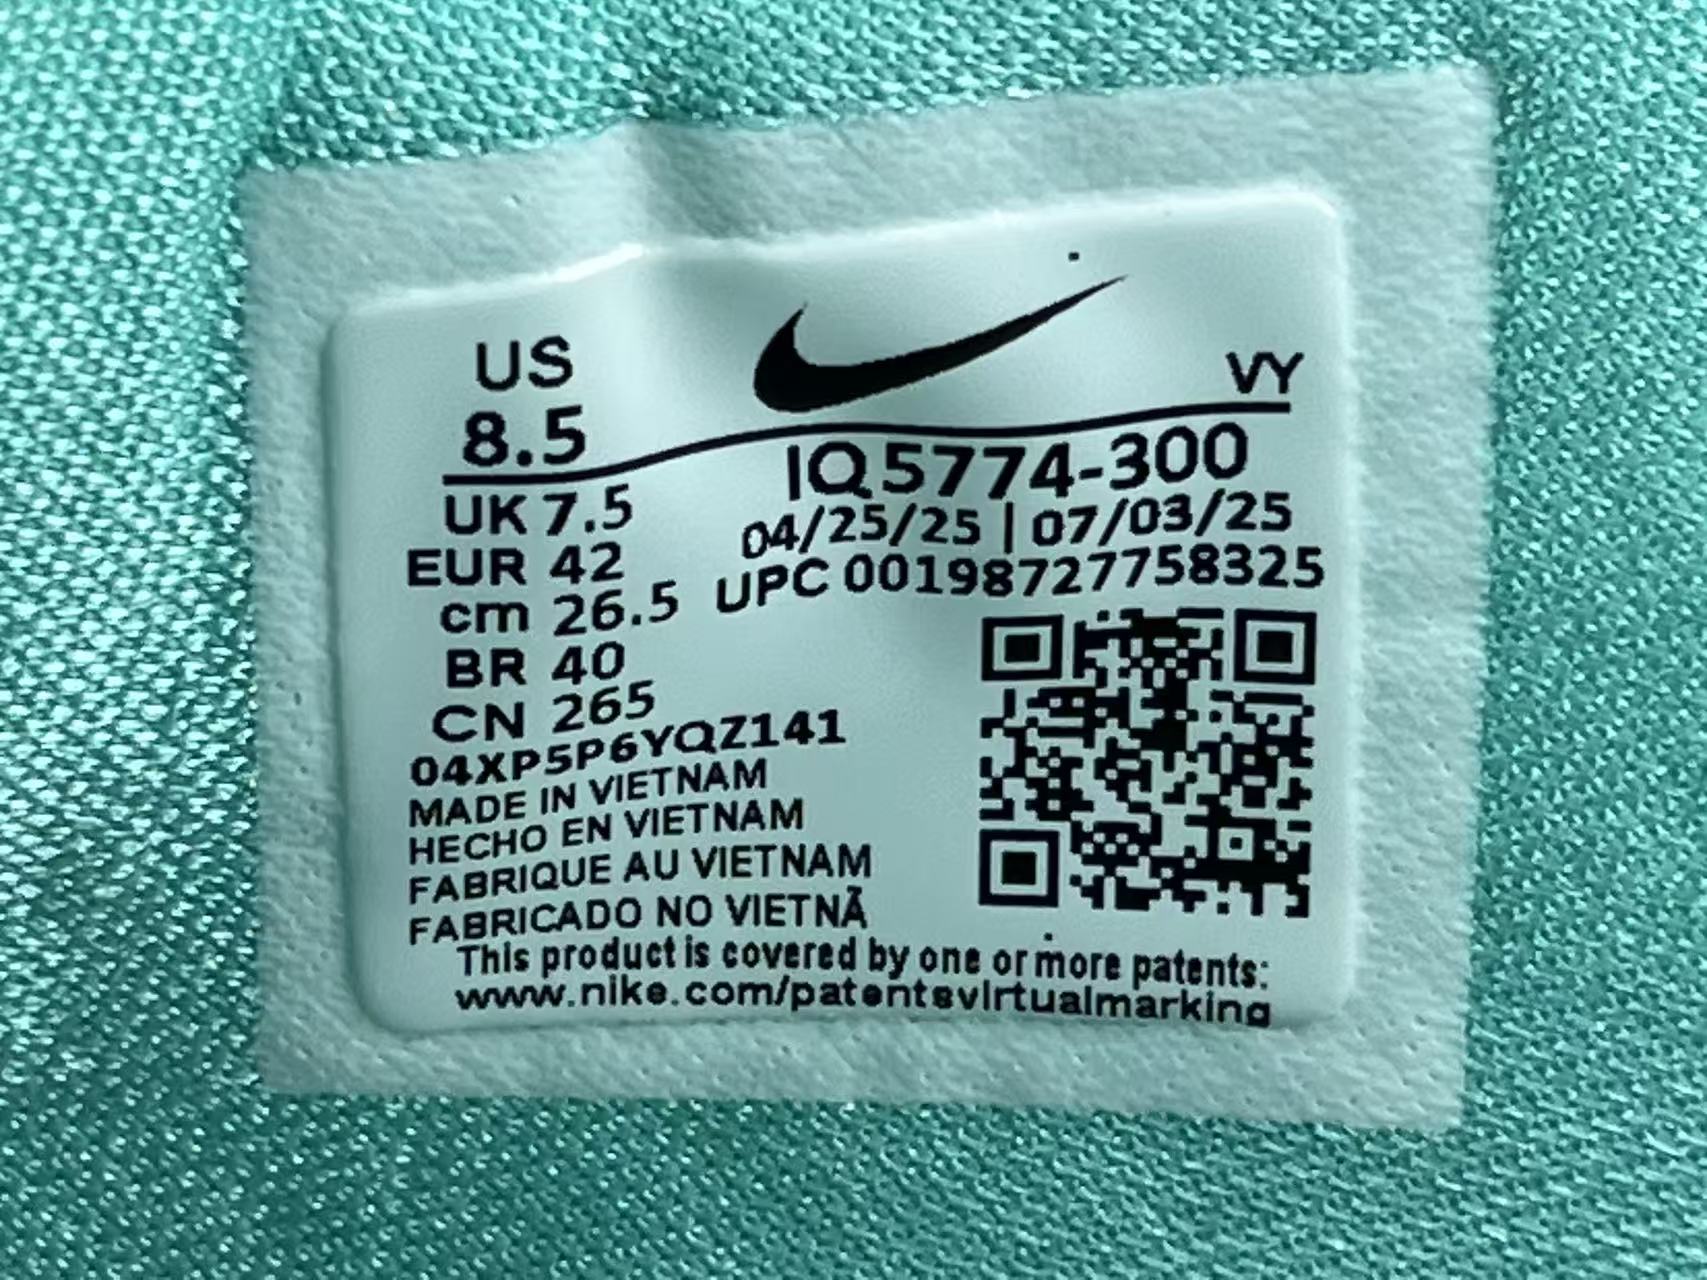 US
VY
8.5
IQ5774-300
UK 7.5
04/25/25 | 07/03/25
EUR 42
UPC 00198727758325
cm 26.5
BR 40
CN 265
04XP5P6YQZ141
MADE IN VIETNAM
HECHO EN VIETNAM
FABRIQUE AU VIETNAM
FABRICADO NO VIETNÃ
This product is covered by one or more patents:
www.nike.com/patentsvirtualmarking